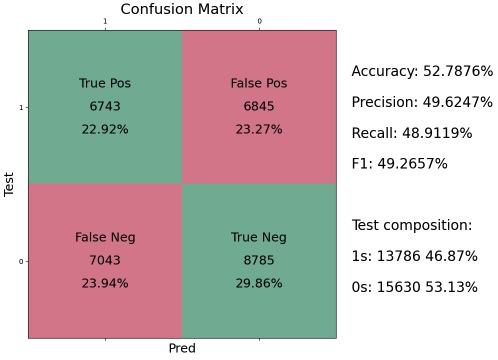 Confusion Matrix
1
0
True Pos
6743
22.92%
False Pos
6845
23.27%
1
Test
False Neg
7043
23.94%
True Neg
8785
29.86%
0
Pred
Accuracy: 52.7876%
Precision: 49.6247%
Recall: 48.9119%
F1: 49.2657%
Test composition:
1s: 13786 46.87%
0s: 15630 53.13%